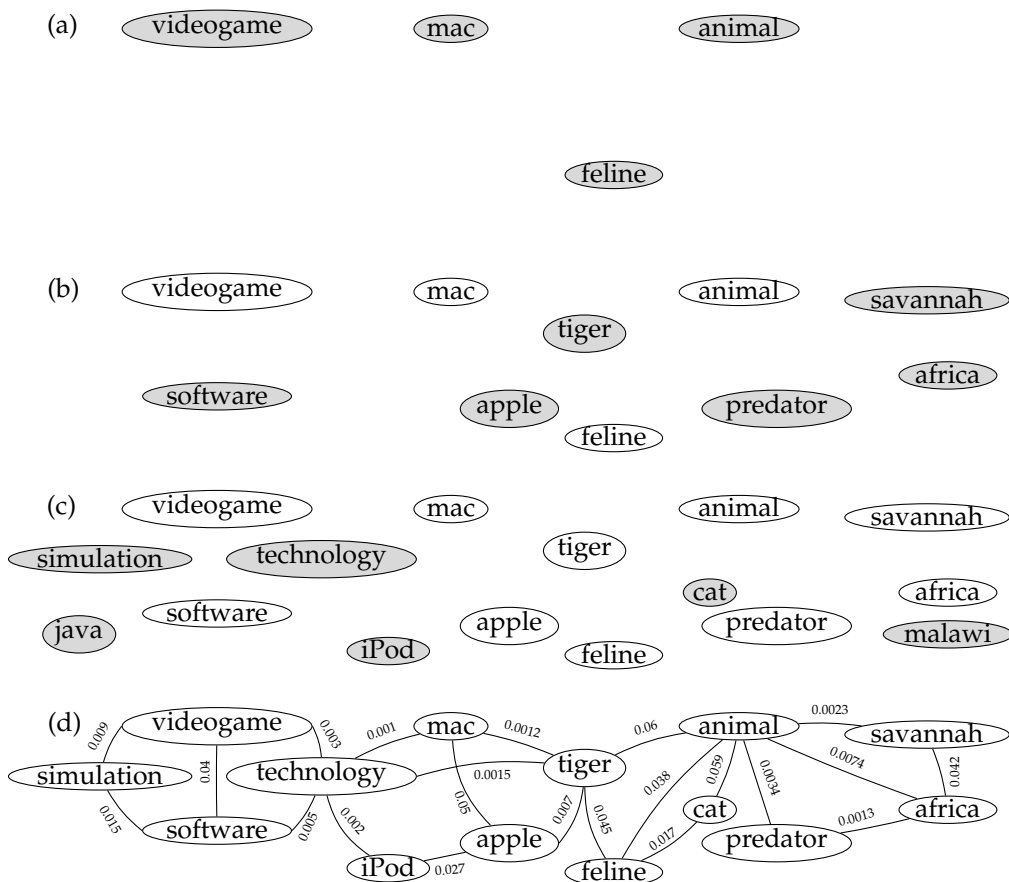 (a) videogame mac animal
feline
(b) videogame mac animal savannah
tiger
software apple predator africa
feline
(c) videogame mac animal savannah
simulation technology tiger
java software iPod apple feline cat predator africa malawi
(d) videogame mac animal savannah
0.009 0.003 0.001 0.0012 0.06 0.0023
simulation technology tiger
0.04 0.0015 0.038 0.059 0.0034 0.0074 0.042
0.015 0.005 0.002 0.05 0.007 0.045 0.017 0.0013
software apple cat predator africa
iPod 0.027 feline